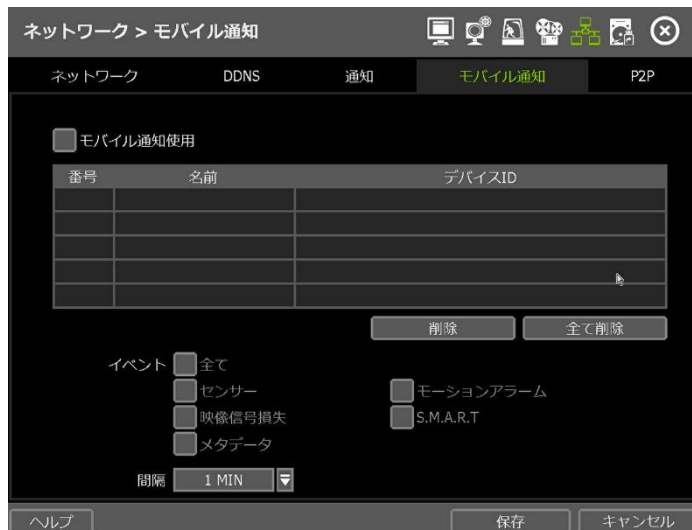 ネットワーク > モバイル通知
ネットワーク DDNS 通知 モバイル通知 P2P
モバイル通知使用
番号 名前 デバイスID
削除 全て削除
イベント 全て
センサー モーションアラーム
映像信号損失 S.M.A.R.T
メタデータ
間隔 1 MIN
ヘルプ 保存 キャンセル